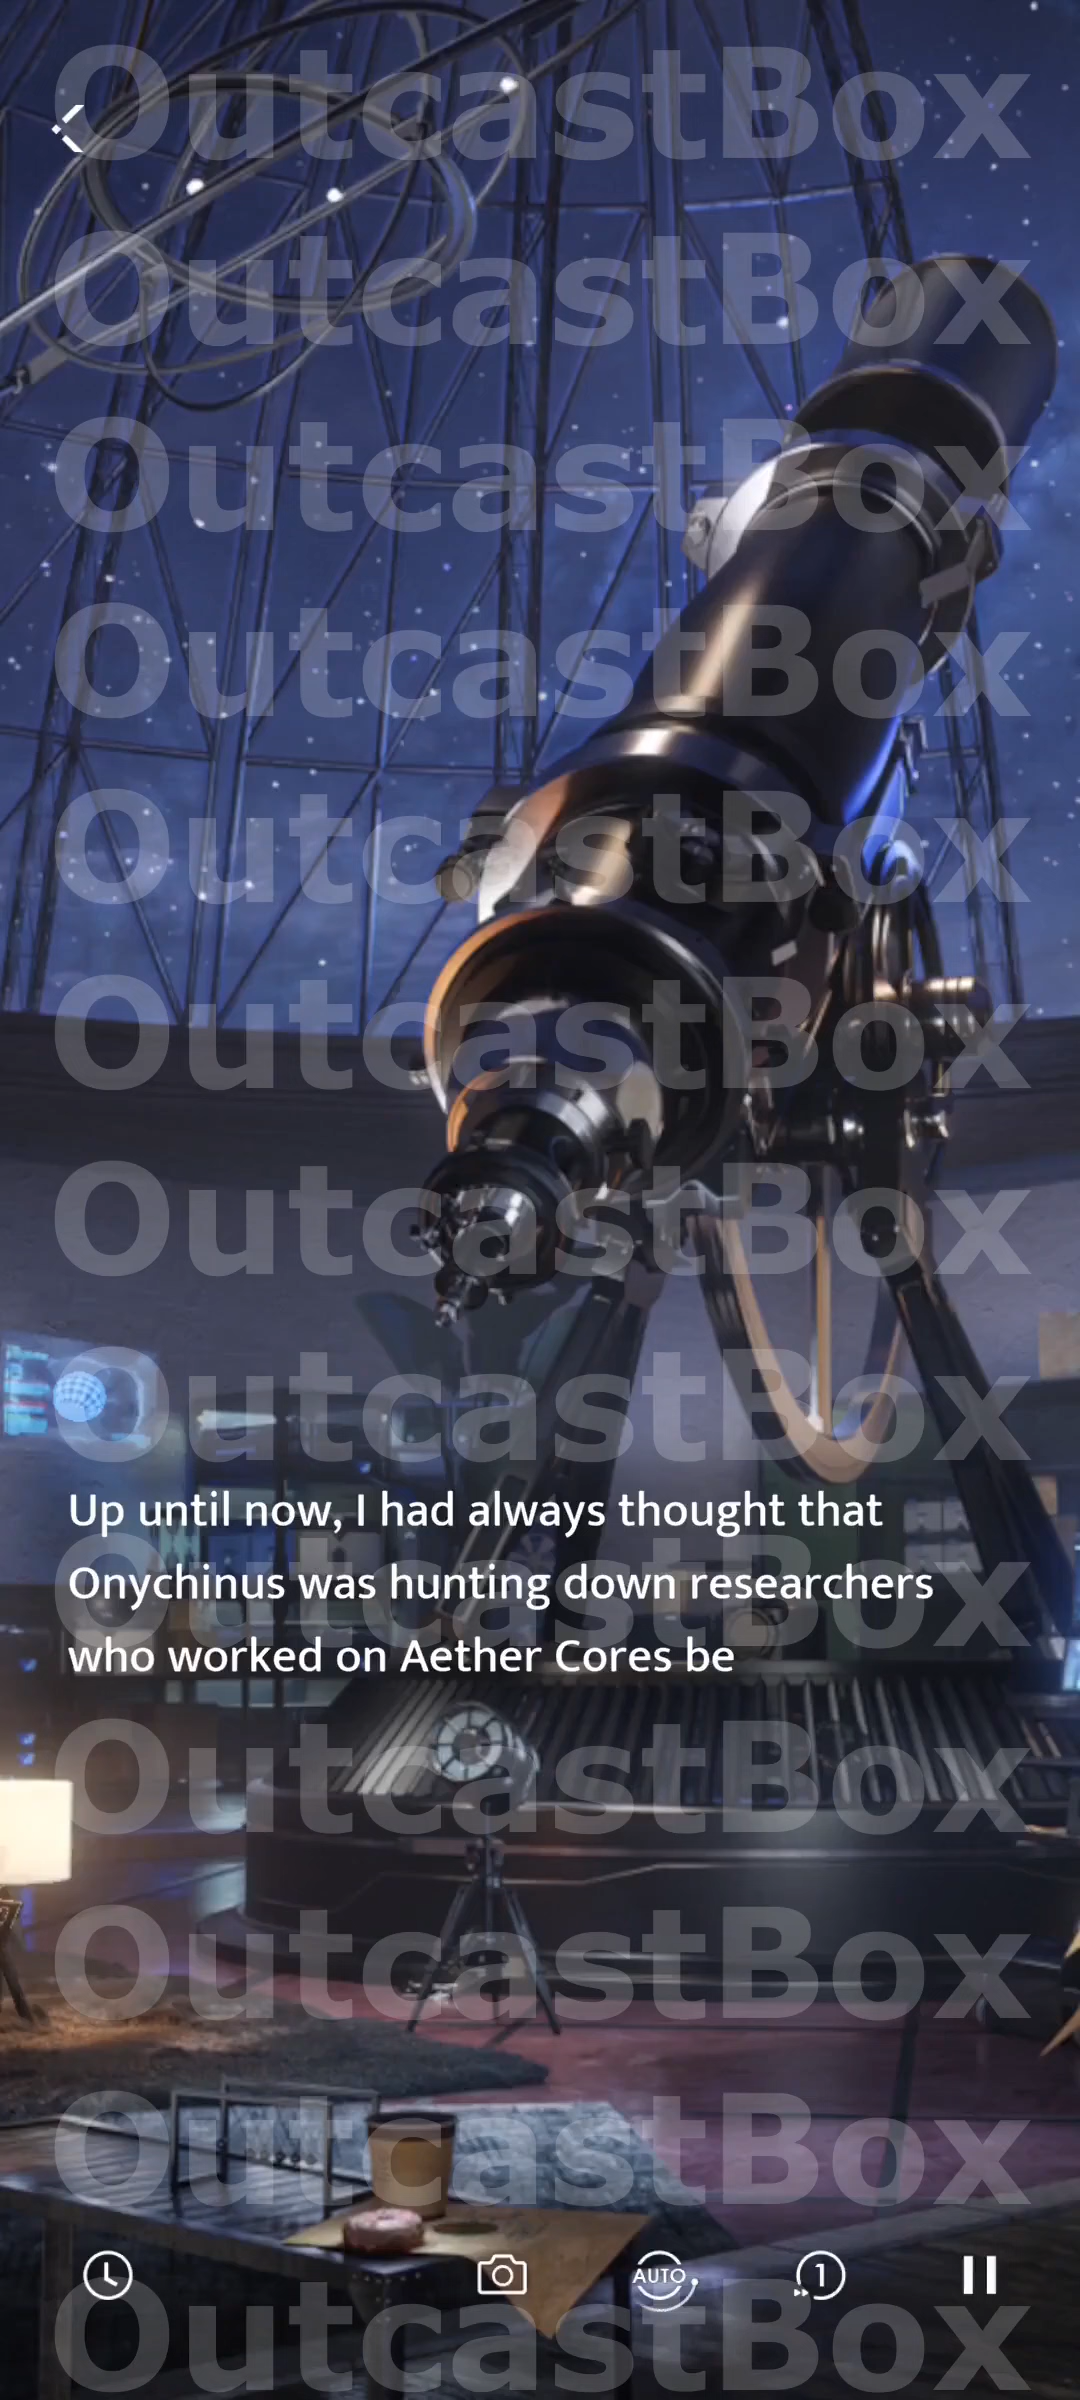 OutcastBox
OutcastBox
OutcastBox
OutcastBox
OutcastBox
OutcastBox
OutcastBox
OutcastBox
Up until now, I had always thought that
OutcastBox
Onychinus was hunting down researchers
who worked on Aether Cores be
OutcastBox
OutcastBox
OutcastBox
AUTO
1
OutcastBox